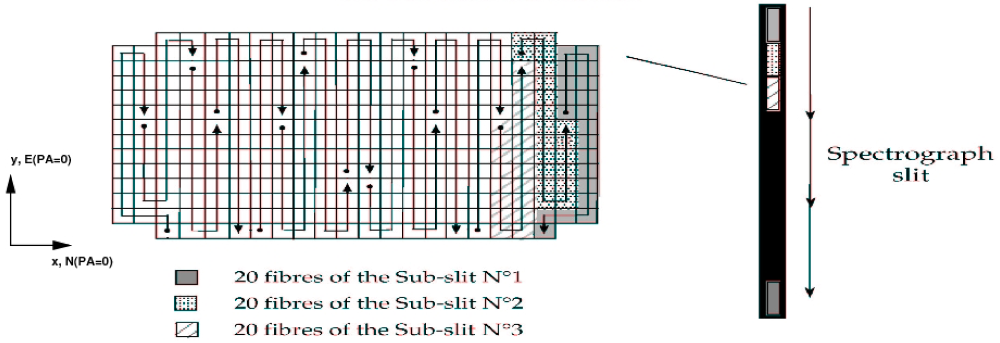 y, E(PA=0)
x, N(PA=0)
Spectrograph
slit
20 fibres of the Sub-slit N°1
20 fibres of the Sub-slit N°2
20 fibres of the Sub-slit N°3